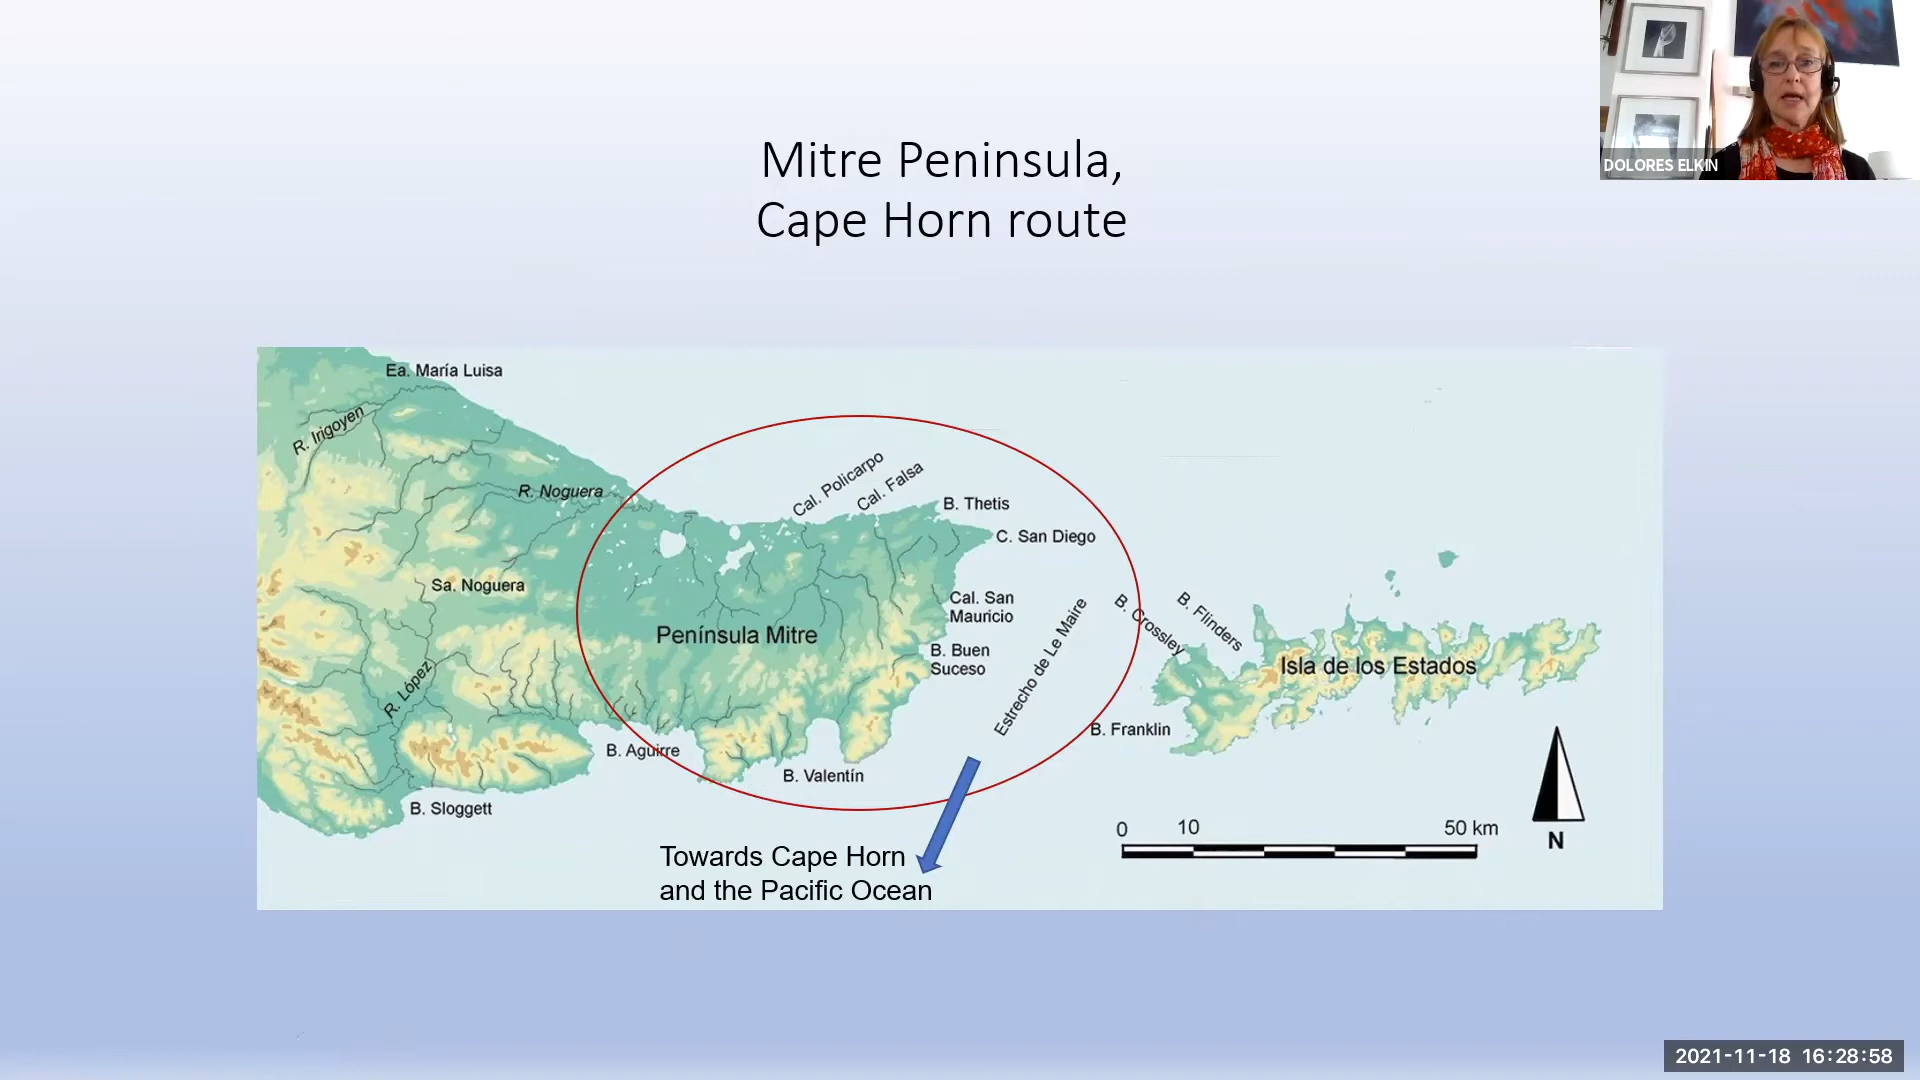 Mitre Peninsula,
Cape Horn route
DOLORES ELKIN
Ea. María Luisa
R. Irigoyen
R. Noguera
Cal. Policarpo
Cal. Falsa
B. Thetis
C. San Diego
Sa. Noguera
Cal. San
Mauricio
Península Mitre
B. Buen
Suceso
Estrecho de Le Maire
B. Crossley
B. Flinders
Isla de los Estados
R. López
B. Franklin
B. Aguirre
B. Valentín
B. Sloggett
0 10 50 km
N
Towards Cape Horn
and the Pacific Ocean
2021-11-18 16:28:58